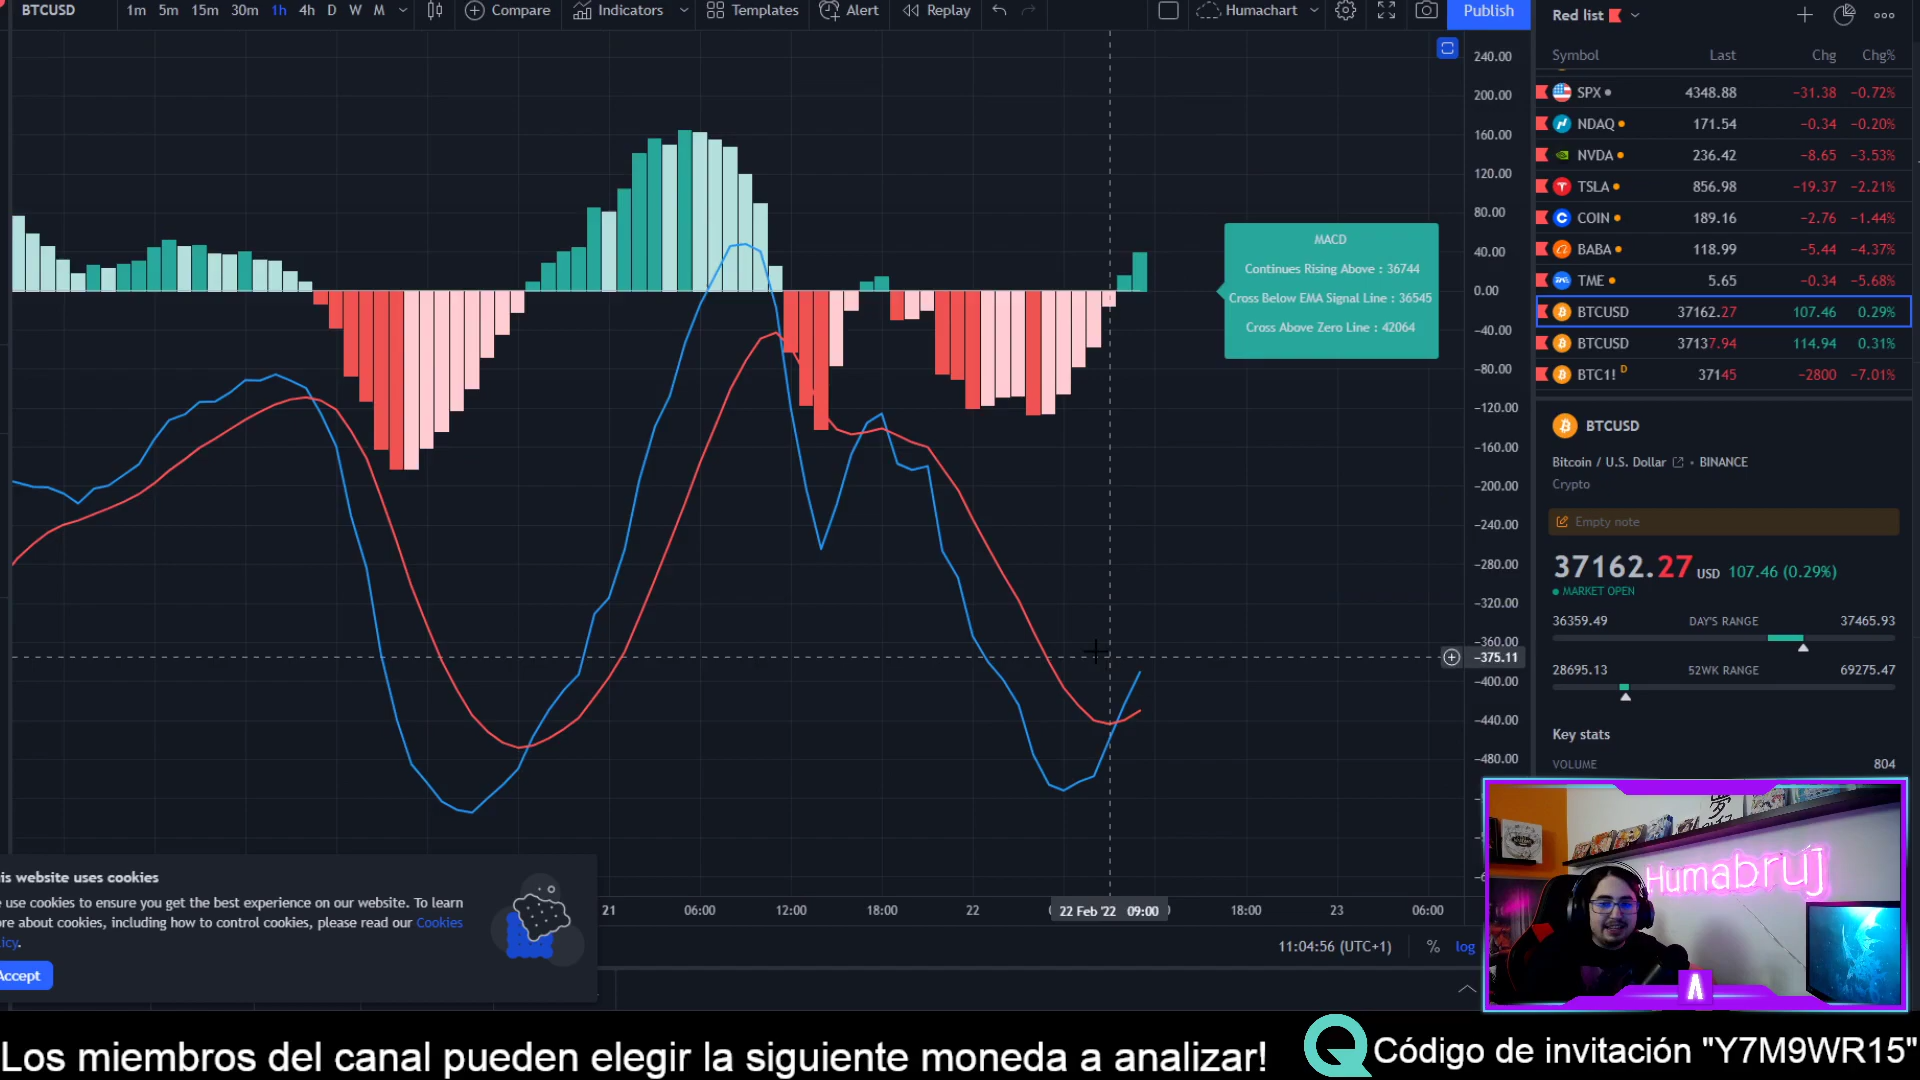 BTCUSD 1m 5m 15m 30m 1h 4h D W M Compare Indicators Templates Alert Replay Humachart Publish
Red list
Symbol Last Chg Chg%
SPX 4348.88 −31.38 −0.72%
NDAQ 171.54 −0.34 −0.20%
NVDA 236.42 −8.65 −3.53%
TSLA 856.98 −19.37 −2.21%
COIN 189.16 −2.76 −1.44%
BABA 118.99 −5.44 −4.37%
TME 5.65 −0.34 −5.68%
BTCUSD 37162.27 107.46 0.29%
BTCUSD 37137.94 114.94 0.31%
BTC1! D 37145 −2800 −7.01%
BTCUSD
Bitcoin / U.S. Dollar • BINANCE
Crypto
Empty note
37162.27 USD 107.46 (0.29%)
MARKET OPEN
36359.49 DAY'S RANGE 37465.93
28695.13 52WK RANGE 69275.47
Key stats
VOLUME 804
240.00
200.00
160.00
120.00
80.00
40.00
0.00
−40.00
−80.00
−120.00
−160.00
−200.00
−240.00
−280.00
−320.00
−360.00
−375.11
−400.00
−440.00
−480.00
MACD
Continues Rising Above : 36744
Cross Below EMA Signal Line : 36545
Cross Above Zero Line : 42064
21 06:00 12:00 18:00 22 22 Feb '22 09:00 18:00 23 06:00
11:04:56 (UTC+1) % log
is website uses cookies
use cookies to ensure you get the best experience on our website. To learn
re about cookies, including how to control cookies, please read our Cookies
icy.
Accept
Humabruj
夢
A
Los miembros del canal pueden elegir la siguiente moneda a analizar!
Código de invitación "Y7M9WR15"